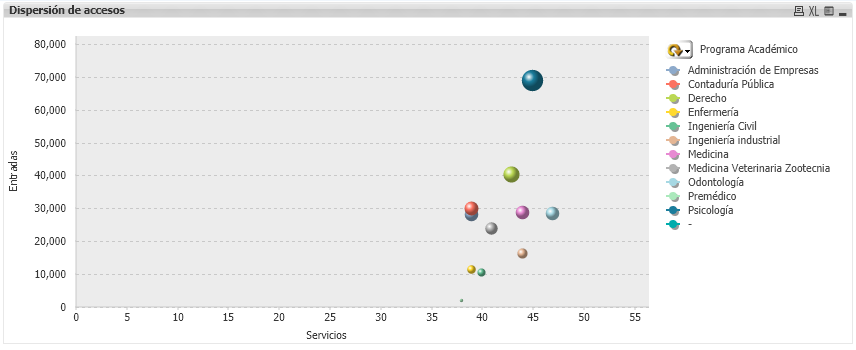 Dispersión de accesos
XL
80,000
70,000
60,000
50,000
40,000
30,000
20,000
10,000
0
Entradas
0 5 10 15 20 25 30 35 40 45 50 55
Servicios
Programa Académico
Administración de Empresas
Contaduría Pública
Derecho
Enfermería
Ingeniería Civil
Ingeniería industrial
Medicina
Medicina Veterinaria Zootecnia
Odontología
Premédico
Psicología
-